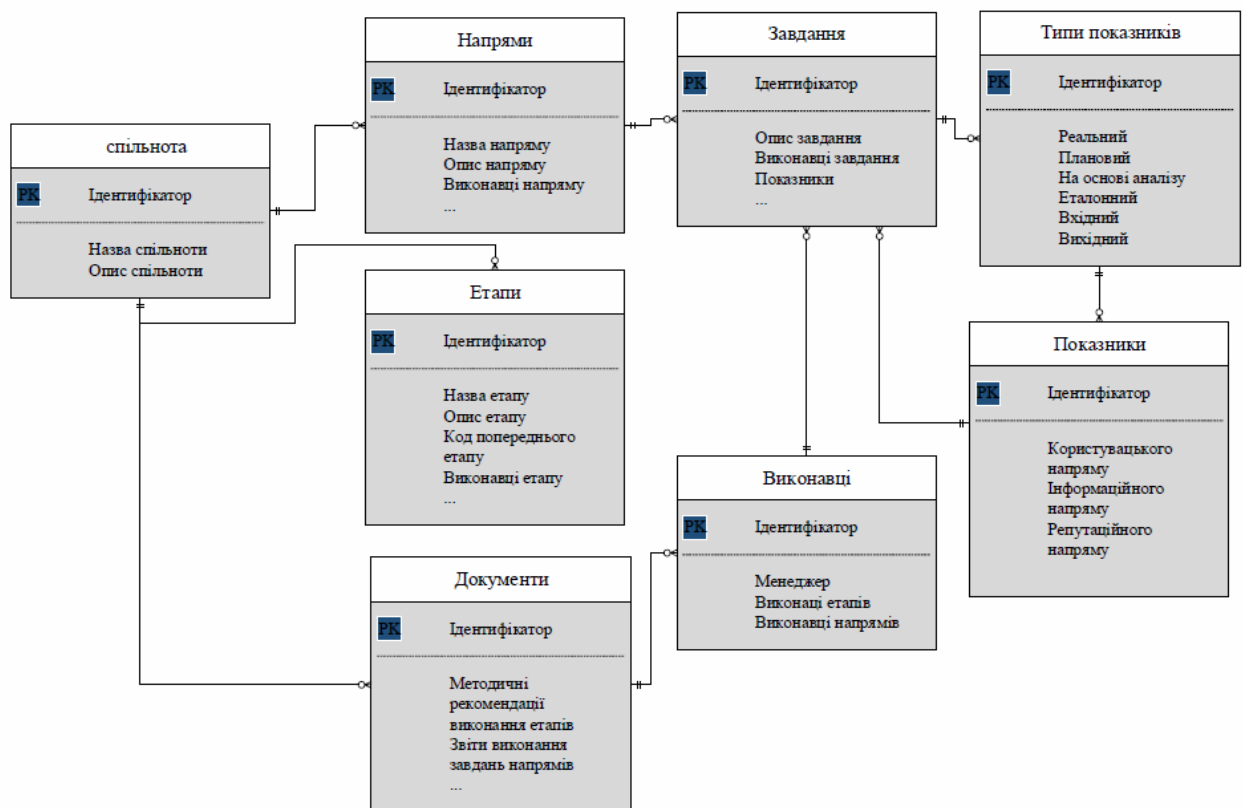 спільнота
PK
Ідентифікатор
Назва спільноти
Опис спільноти
Напрями
PK
Ідентифікатор
Назва напряму
Опис напряму
Виконавці напряму
...
Етапи
PK
Ідентифікатор
Назва етапу
Опис етапу
Код попереднього
етапу
Виконавці етапу
...
Документи
PK
Ідентифікатор
Методичні
рекомендації
виконання етапів
Звіти виконання
завдань напрямів
...
Завдання
PK
Ідентифікатор
Опис завдання
Виконавці завдання
Показники
...
Виконавці
PK
Ідентифікатор
Менеджер
Виконаці етапів
Виконавці напрямів
Типи показників
PK
Ідентифікатор
Реальний
Плановий
На основі аналізу
Еталонний
Вхідний
Вихідний
Показники
PK
Ідентифікатор
Користувацького
напряму
Інформаційного
напряму
Репутаційного
напряму